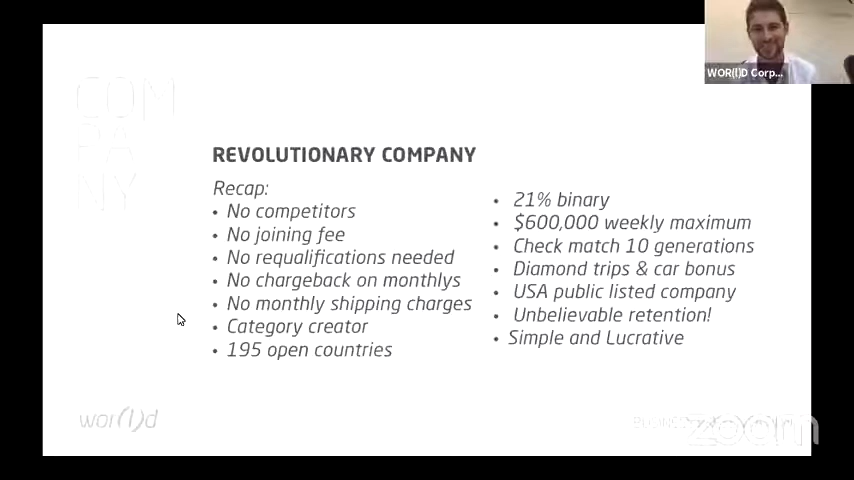 WOR(l)D Corp...
COM
PA
NY
REVOLUTIONARY COMPANY
Recap:
• No competitors
• No joining fee
• No requalifications needed
• No chargeback on monthlys
• No monthly shipping charges
• Category creator
• 195 open countries
• 21% binary
• $600,000 weekly maximum
• Check match 10 generations
• Diamond trips & car bonus
• USA public listed company
• Unbelievable retention!
• Simple and Lucrative
wor(l)d
zoom